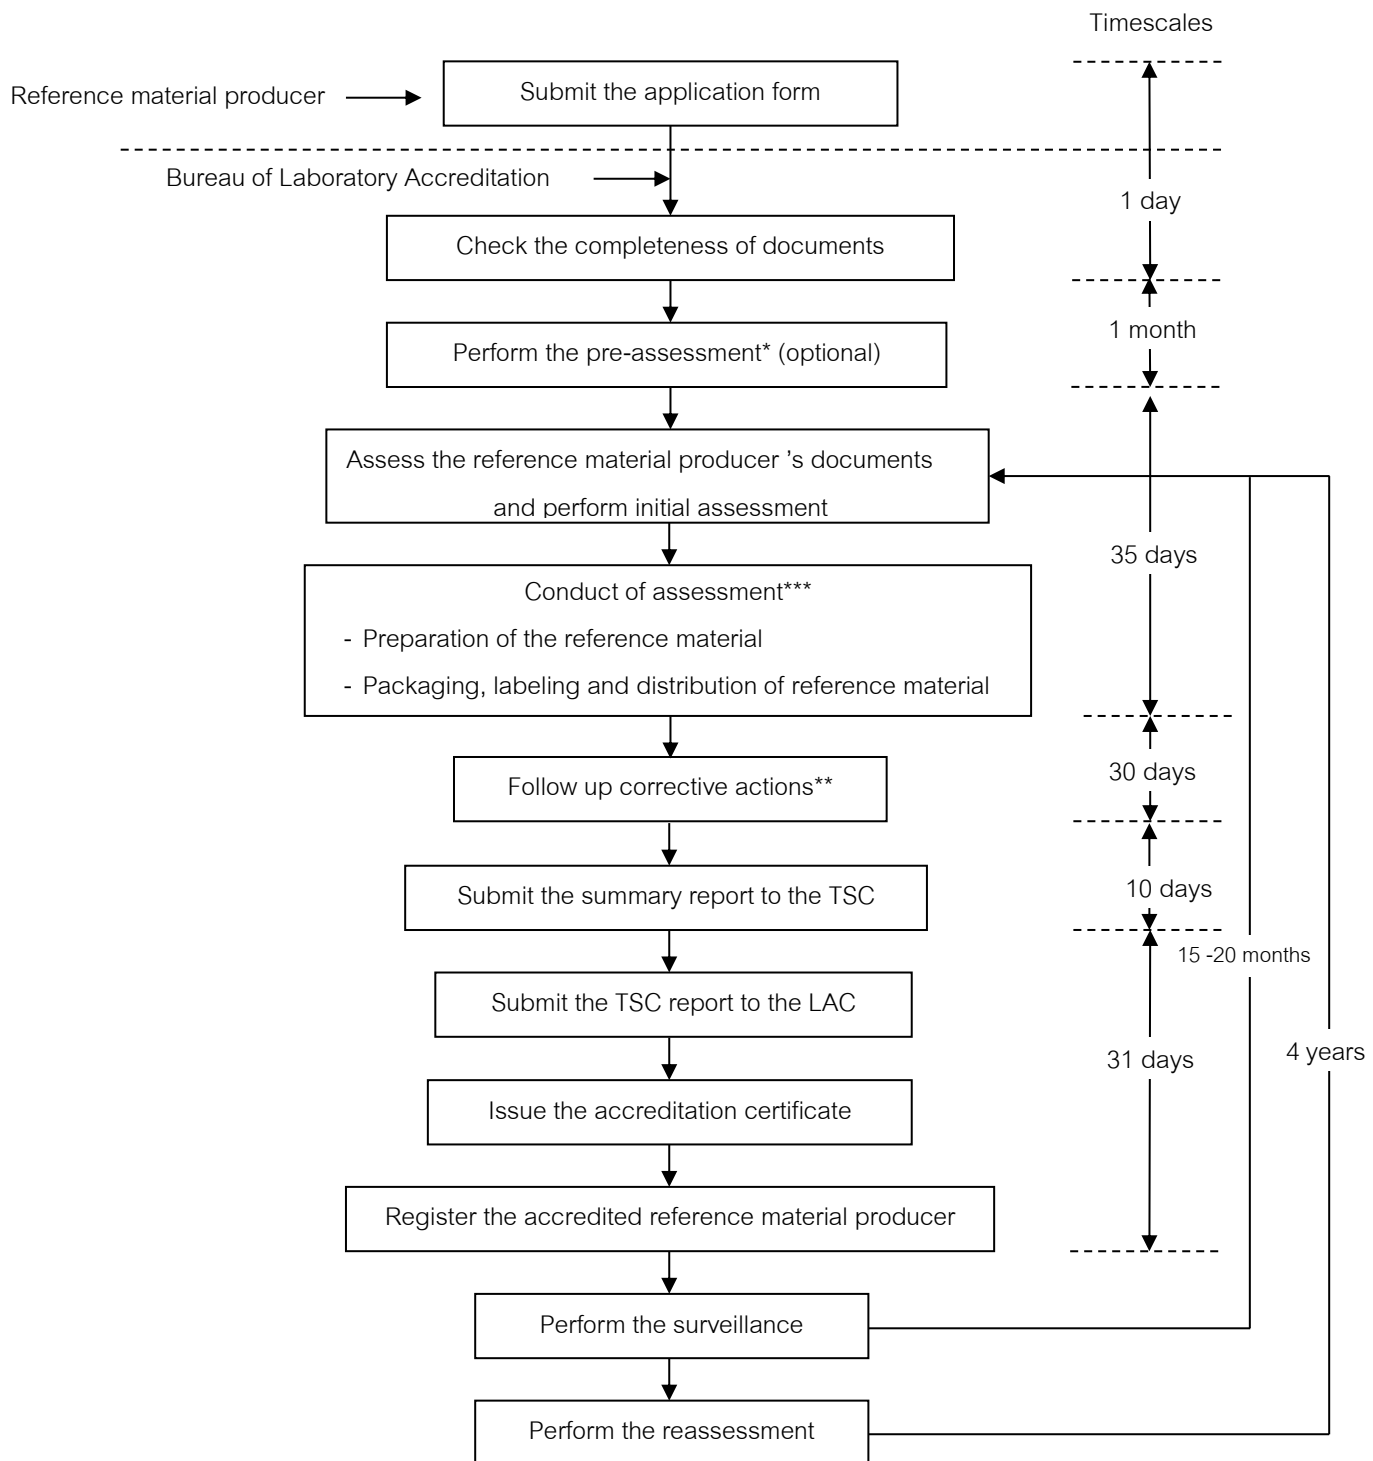 Timescales
Reference material producer
Submit the application form
Bureau of Laboratory Accreditation
1 day
Check the completeness of documents
1 month
Perform the pre-assessment* (optional)
Assess the reference material producer 's documents
and perform initial assessment
35 days
Conduct of assessment***
- Preparation of the reference material
- Packaging, labeling and distribution of reference material
30 days
Follow up corrective actions**
10 days
Submit the summary report to the TSC
15 -20 months
Submit the TSC report to the LAC
31 days
4 years
Issue the accreditation certificate
Register the accredited reference material producer
Perform the surveillance
Perform the reassessment